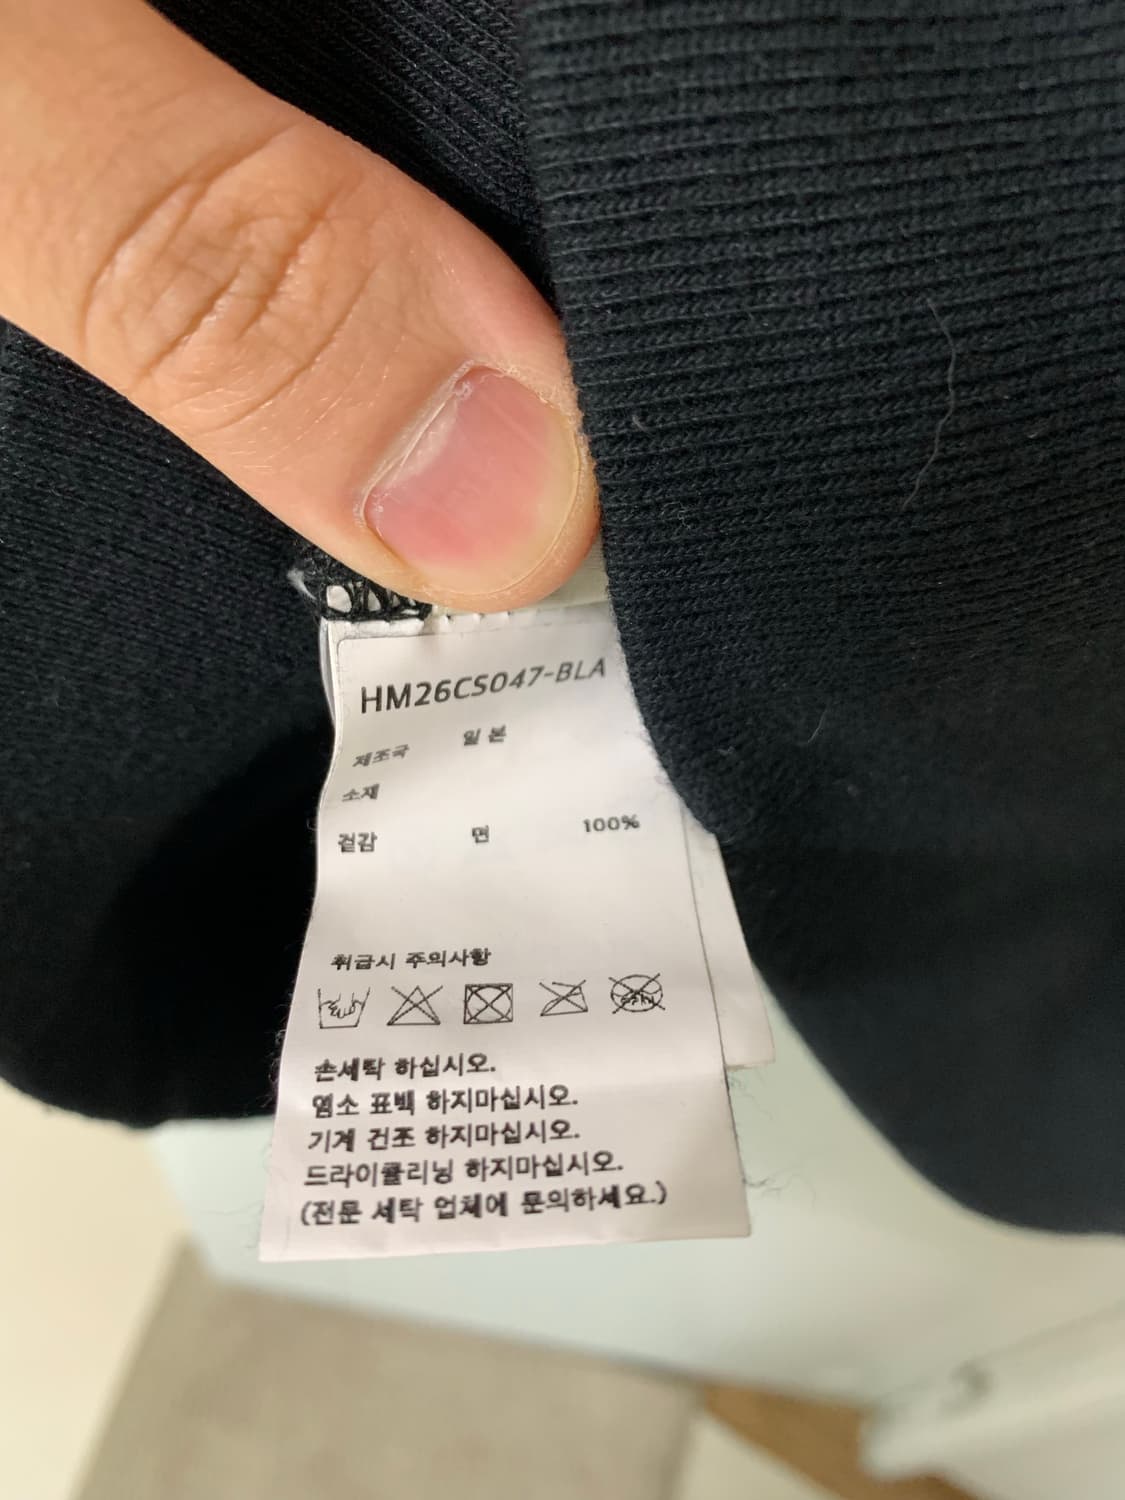 HM26CS047-BLA
제조국 일본
소재
겉감 면 100%
취급시 주의사항
손세탁 하십시오.
염소 표백 하지마십시오.
기계 건조 하지마십시오.
드라이클리닝 하지마십시오.
(전문 세탁 업체에 문의하세요.)